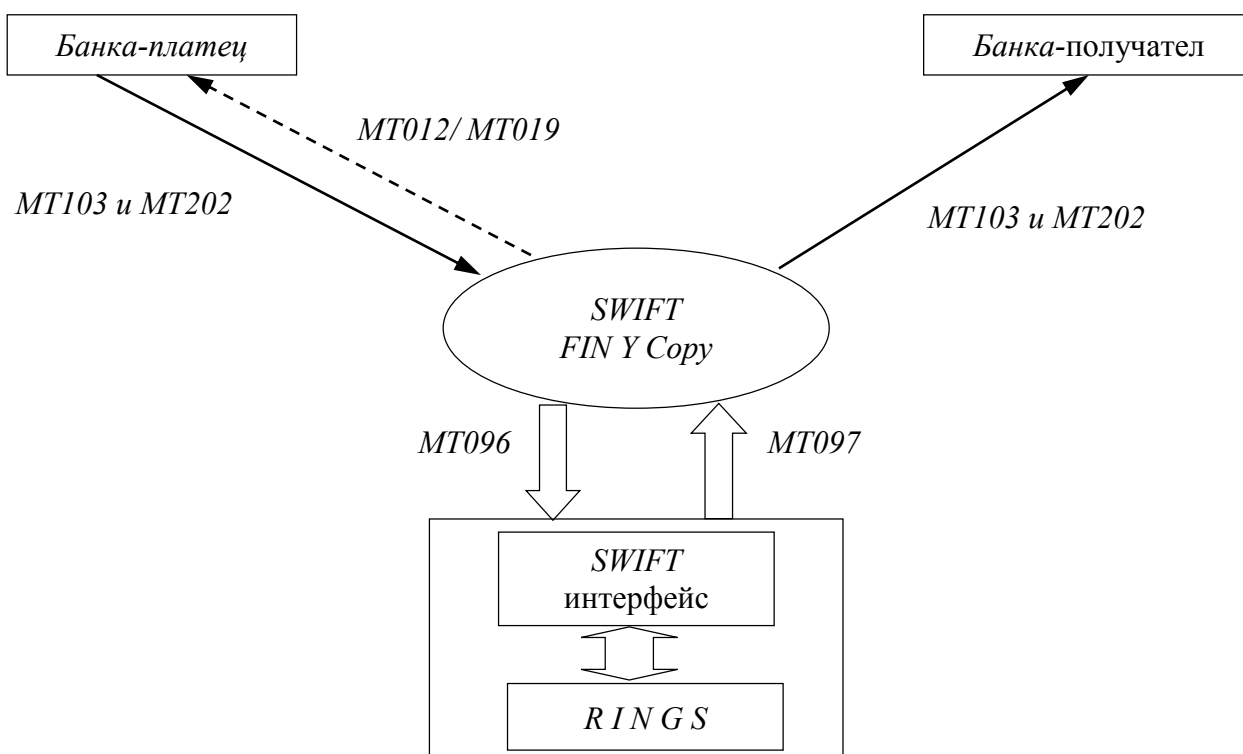 Банка-платец
Банка-получател
MT012/ MT019
MT103 и MT202
MT103 и MT202
SWIFT
FIN Y Copy
MT096
MT097
SWIFT
интерфейс
R I N G S